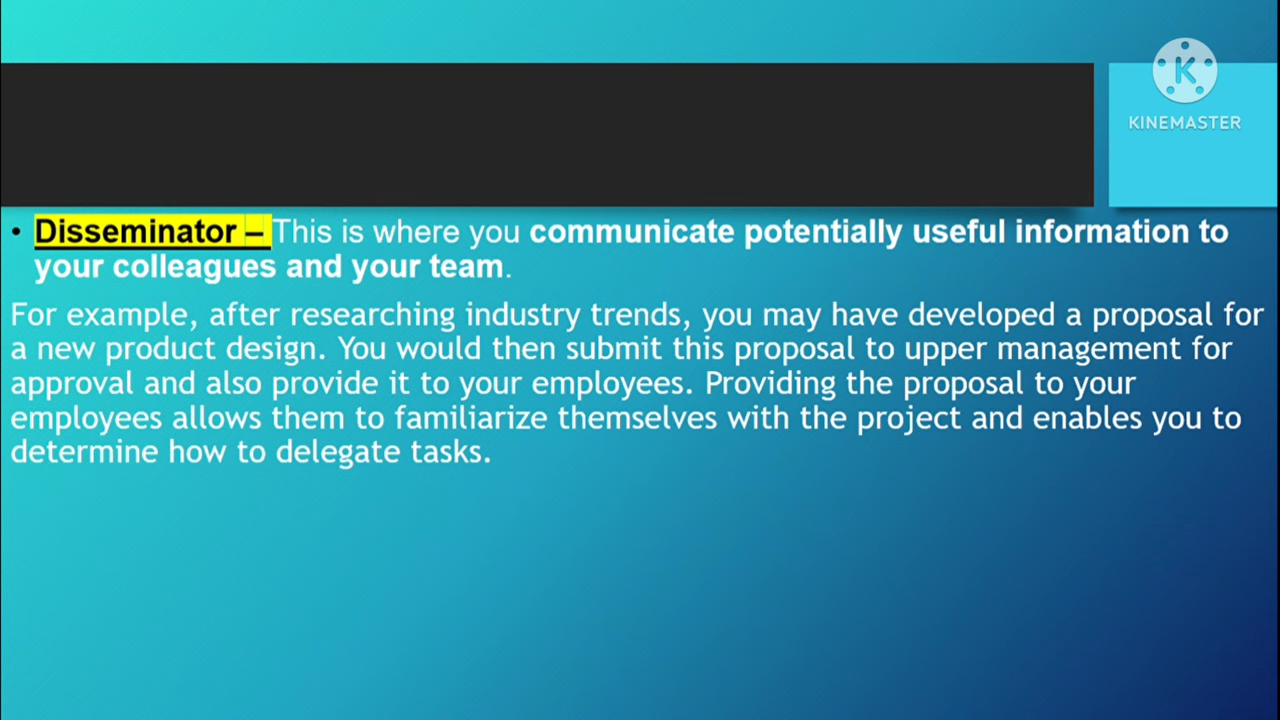 K
KINEMASTER
• Disseminator – This is where you communicate potentially useful information to
your colleagues and your team.
For example, after researching industry trends, you may have developed a proposal for
a new product design. You would then submit this proposal to upper management for
approval and also provide it to your employees. Providing the proposal to your
employees allows them to familiarize themselves with the project and enables you to
determine how to delegate tasks.